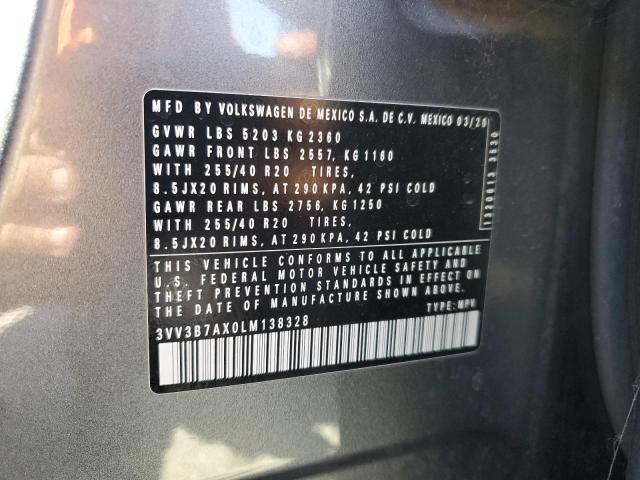 MFD BY VOLKSWAGEN DE MEXICO S.A. DE C.V. MEXICO 03/20
GVWR LBS 5203 KG 2360
GAWR FRONT LBS 2557, KG 1160
WITH 255/40 R20 TIRES,
8.5JX20 RIMS, AT 290 KPA, 42 PSI COLD
GAWR REAR LBS 2756, KG 1250
WITH 255/40 R20 TIRES,
8.5JX20 RIMS, AT 290 KPA, 42 PSI COLD
1320613 3530
THIS VEHICLE CONFORMS TO ALL APPLICABLE
U.S. FEDERAL MOTOR VEHICLE SAFETY AND
THEFT PREVENTION STANDARDS IN EFFECT ON
THE DATE OF MANUFACTURE SHOWN ABOVE.
3VV3B7AX0LM138328 TYPE: MPV